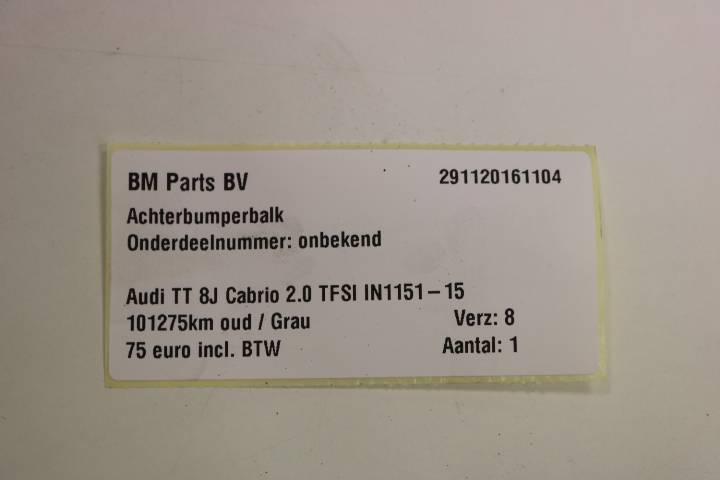 BM Parts BV 291120161104
Achterbumperbalk
Onderdeelnummer: onbekend
Audi TT 8J Cabrio 2.0 TFSI IN1151-15
101275km oud / Grau Verz: 8
75 euro incl. BTW Aantal: 1